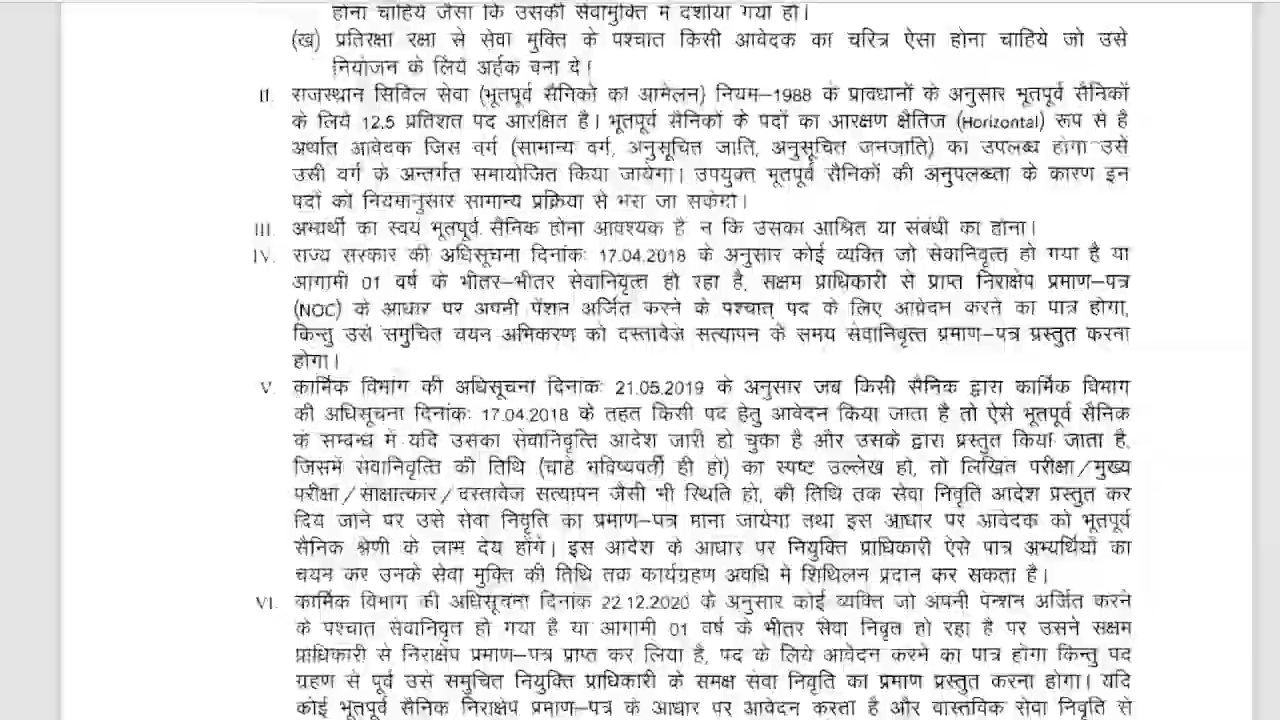 होना चाहिये जैसा कि उसकी सेवामुक्ति में दर्शाया गया हो।
(ख) प्रतिरक्षा रक्षा से सेवा मुक्ति के पश्चात किसी आवेदक का चरित्र ऐसा होना चाहिये जो उसे
नियोजन के लिये अर्हक बना दे।
II. राजस्थान सिविल सेवा (भूतपूर्व सैनिकों का आमेलन) नियम–1988 के प्रावधानों के अनुसार भूतपूर्व सैनिकों
के लिये 12.5 प्रतिशत पद आरक्षित है। भूतपूर्व सैनिकों के पदों का आरक्षण क्षैतिज (Horizontal) रूप से है
अर्थात आवेदक जिस वर्ग (सामान्य वर्ग, अनुसूचित जाति, अनुसूचित जनजाति) का उपलब्ध होगा उसे
उसी वर्ग के अन्तर्गत समायोजित किया जायेगा। उपयुक्त भूतपूर्व सैनिकों की अनुपलब्धता के कारण इन
पदों को नियमानुसार सामान्य प्रक्रिया से भरा जा सकेगा।
III. अभ्यर्थी का स्वयं भूतपूर्व सैनिक होना आवश्यक है न कि उसका आश्रित या संबंधी का होना।
IV. राज्य सरकार की अधिसूचना दिनांकः 17.04.2018 के अनुसार कोई व्यक्ति जो सेवानिवृत्त हो गया है या
आगामी 01 वर्ष के भीतर–भीतर सेवानिवृत्त हो रहा है, सक्षम प्राधिकारी से प्राप्त निराक्षेप प्रमाण–पत्र
(NOC) के आधार पर अपनी पेंशन अर्जित करने के पश्चात् पद के लिए आवेदन करने का पात्र होगा,
किन्तु उसे समुचित चयन अभिकरण को दस्तावेज सत्यापन के समय सेवानिवृत्त प्रमाण–पत्र प्रस्तुत करना
होगा।
V. कार्मिक विभाग की अधिसूचना दिनांकः 21.05.2019 के अनुसार जब किसी सैनिक द्वारा कार्मिक विभाग
की अधिसूचना दिनांकः 17.04.2018 के तहत किसी पद हेतु आवेदन किया जाता है तो ऐसे भूतपूर्व सैनिक
के सम्बन्ध में यदि उसका सेवानिवृत्ति आदेश जारी हो चुका है और उसके द्वारा प्रस्तुत किया जाता है,
जिसमें सेवानिवृत्ति की तिथि (चाहे भविष्यवर्ती ही हो) का स्पष्ट उल्लेख हो, तो लिखित परीक्षा/मुख्य
परीक्षा/साक्षात्कार/दस्तावेज सत्यापन जैसी भी स्थिति हो, की तिथि तक सेवा निवृति आदेश प्रस्तुत कर
दिये जाने पर उसे सेवा निवृति का प्रमाण–पत्र माना जायेगा तथा इस आधार पर आवेदक को भूतपूर्व
सैनिक श्रेणी के लाभ देय होंगे। इस आदेश के आधार पर नियुक्ति प्राधिकारी ऐसे पात्र अभ्यर्थियों का
चयन कर उनके सेवा मुक्ति की तिथि तक कार्यग्रहण अवधि में शिथिलन प्रदान कर सकता है।
VI. कार्मिक विभाग की अधिसूचना दिनांक 22.12.2020 के अनुसार कोई व्यक्ति जो अपनी पेन्शन अर्जित करने
के पश्चात सेवानिवृत हो गया है या आगामी 01 वर्ष के भीतर सेवा निवृत हो रहा है पर उसने सक्षम
प्राधिकारी से निराक्षेप प्रमाण–पत्र प्राप्त कर लिया है, पद के लिये आवेदन करने का पात्र होगा किन्तु पद
ग्रहण से पूर्व उसे समुचित नियुक्ति प्राधिकारी के समक्ष सेवा निवृति का प्रमाण प्रस्तुत करना होगा। यदि
कोई भूतपूर्व सैनिक निराक्षेप प्रमाण–पत्र के आधार पर आवेदन करता है और वास्तविक सेवा निवृति से